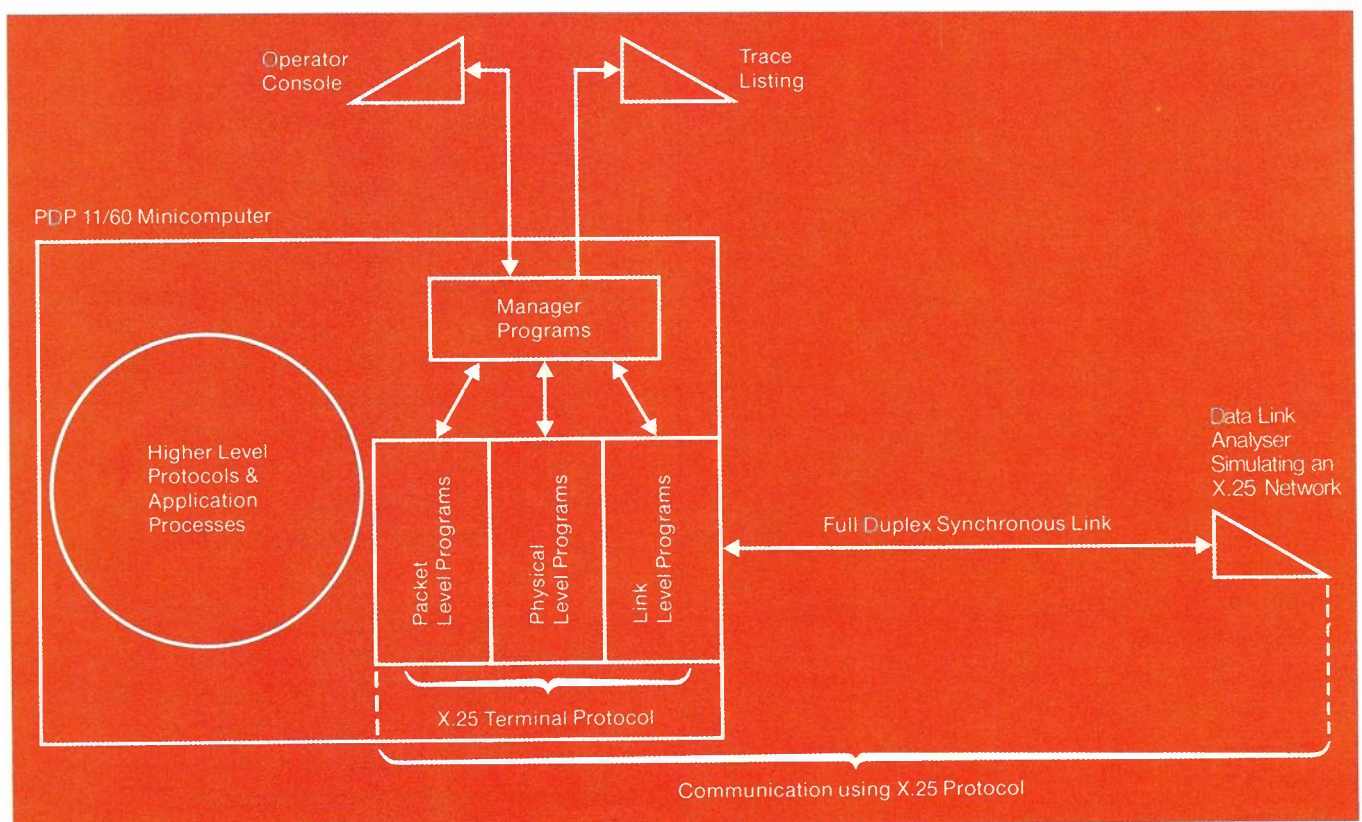 Operator
Console
Trace
Listing
PDP 11/60 Minicomputer
Manager
Programs
Higher Level
Protocols &
Application
Processes
Packet
Level Programs
Physical
Level Programs
Link
Level Programs
X.25 Terminal Protocol
Full Duplex Synchronous Link
Data Link
Analyser
Simulating an
X.25 Network
Communication using X.25 Protocol